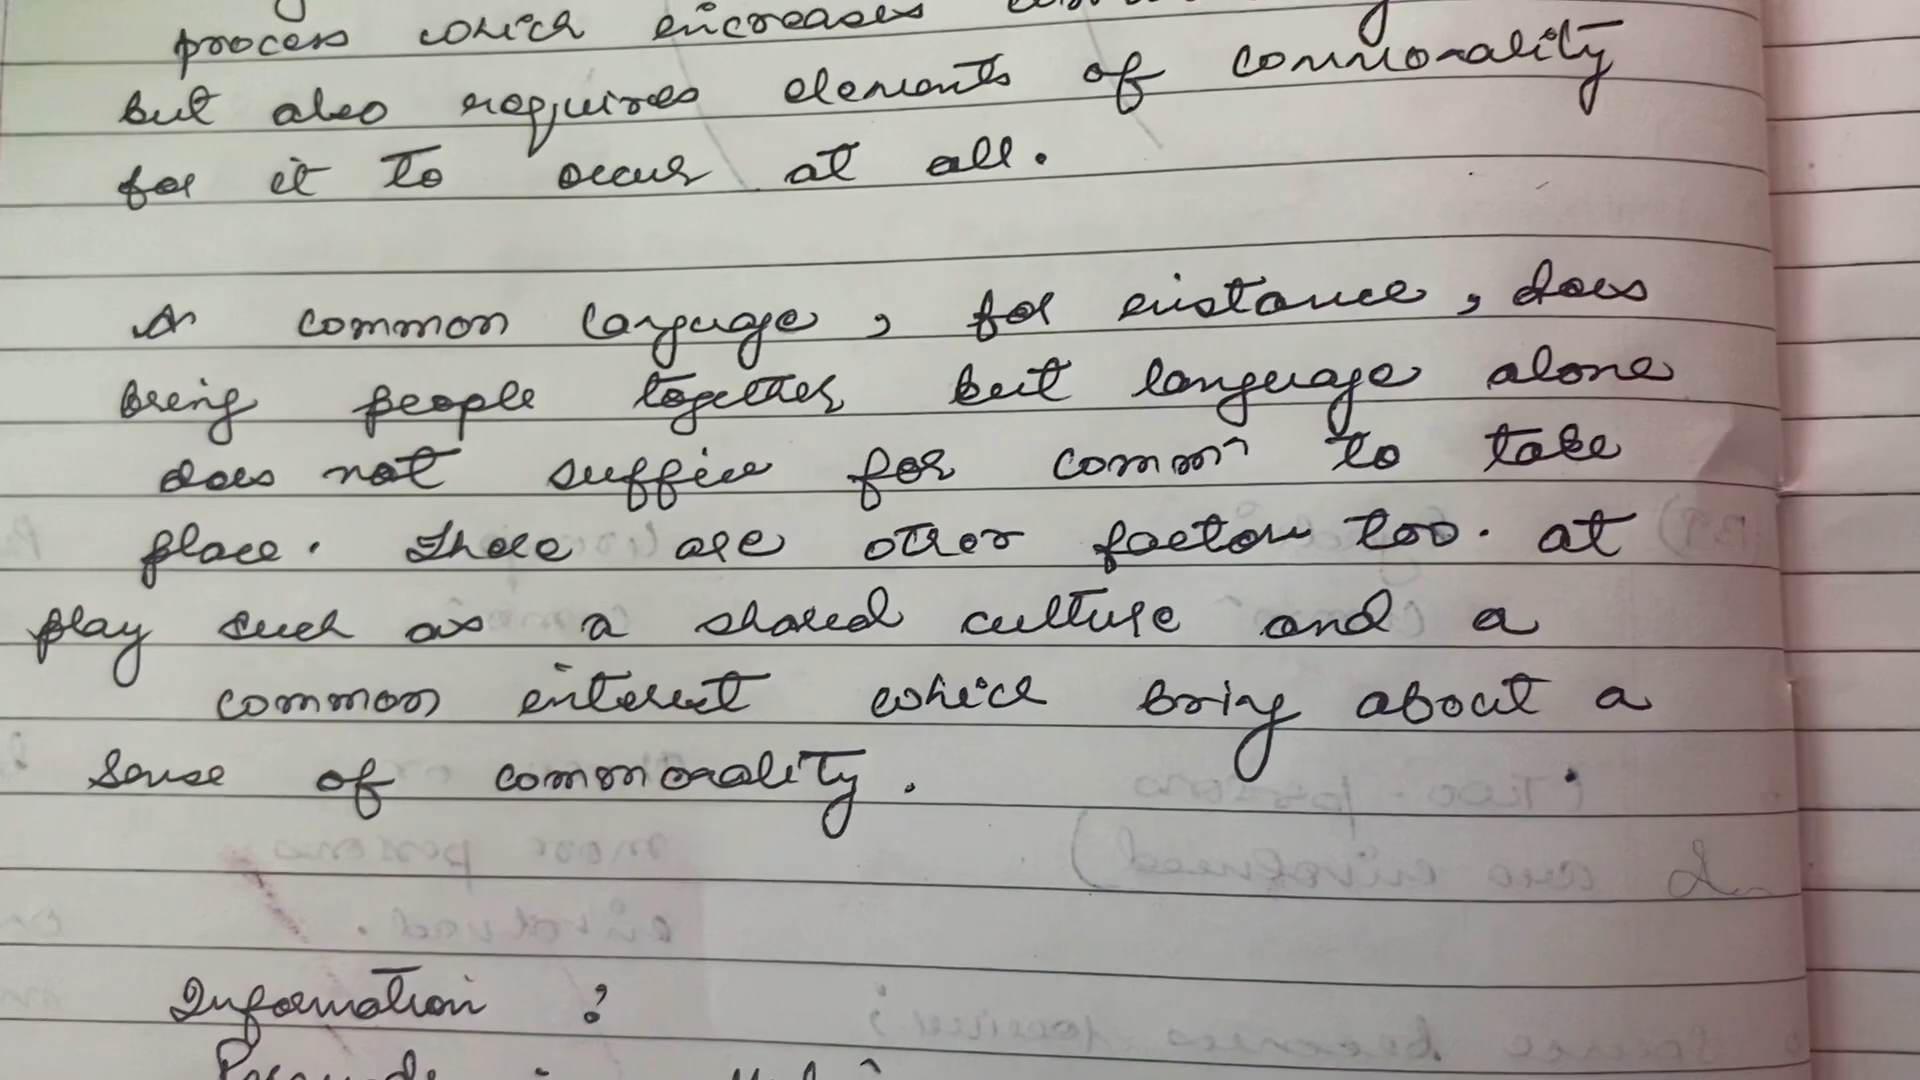 process which increases
but also requires elements of commonality
for it to occur at all.
A common language, for instance, does
bring people together but language alone
does not suffice for commⁿ to take
place. There are other factors too. at
play such as a shared culture and a
common interest which bring about a
sense of commonality.
Information :